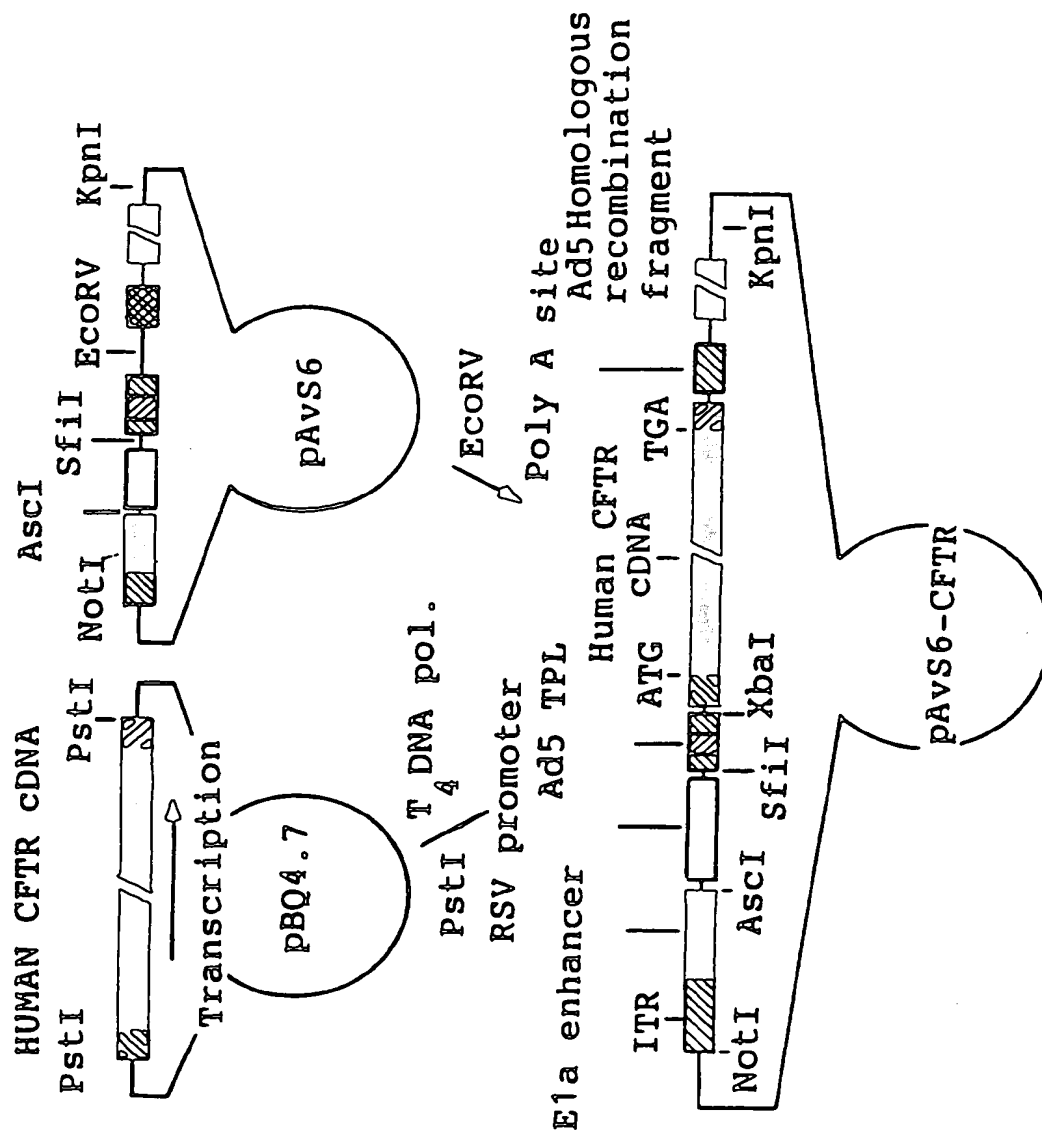 HUMAN CFTR cDNA
PstI
PstI
Transcription
pBQ4.7
AscI
NotI
SfiI
EcoRV
KpnI
pAvS6
PstI
T4 DNA pol.
EcoRV
E1a enhancer
RSV promoter
Ad5 TPL
Human CFTR
cDNA
Poly A site
Ad5 Homologous
recombination
fragment
ITR
ATG
TGA
NotI
AscI
SfiI
XbaI
KpnI
pAvS6-CFTR